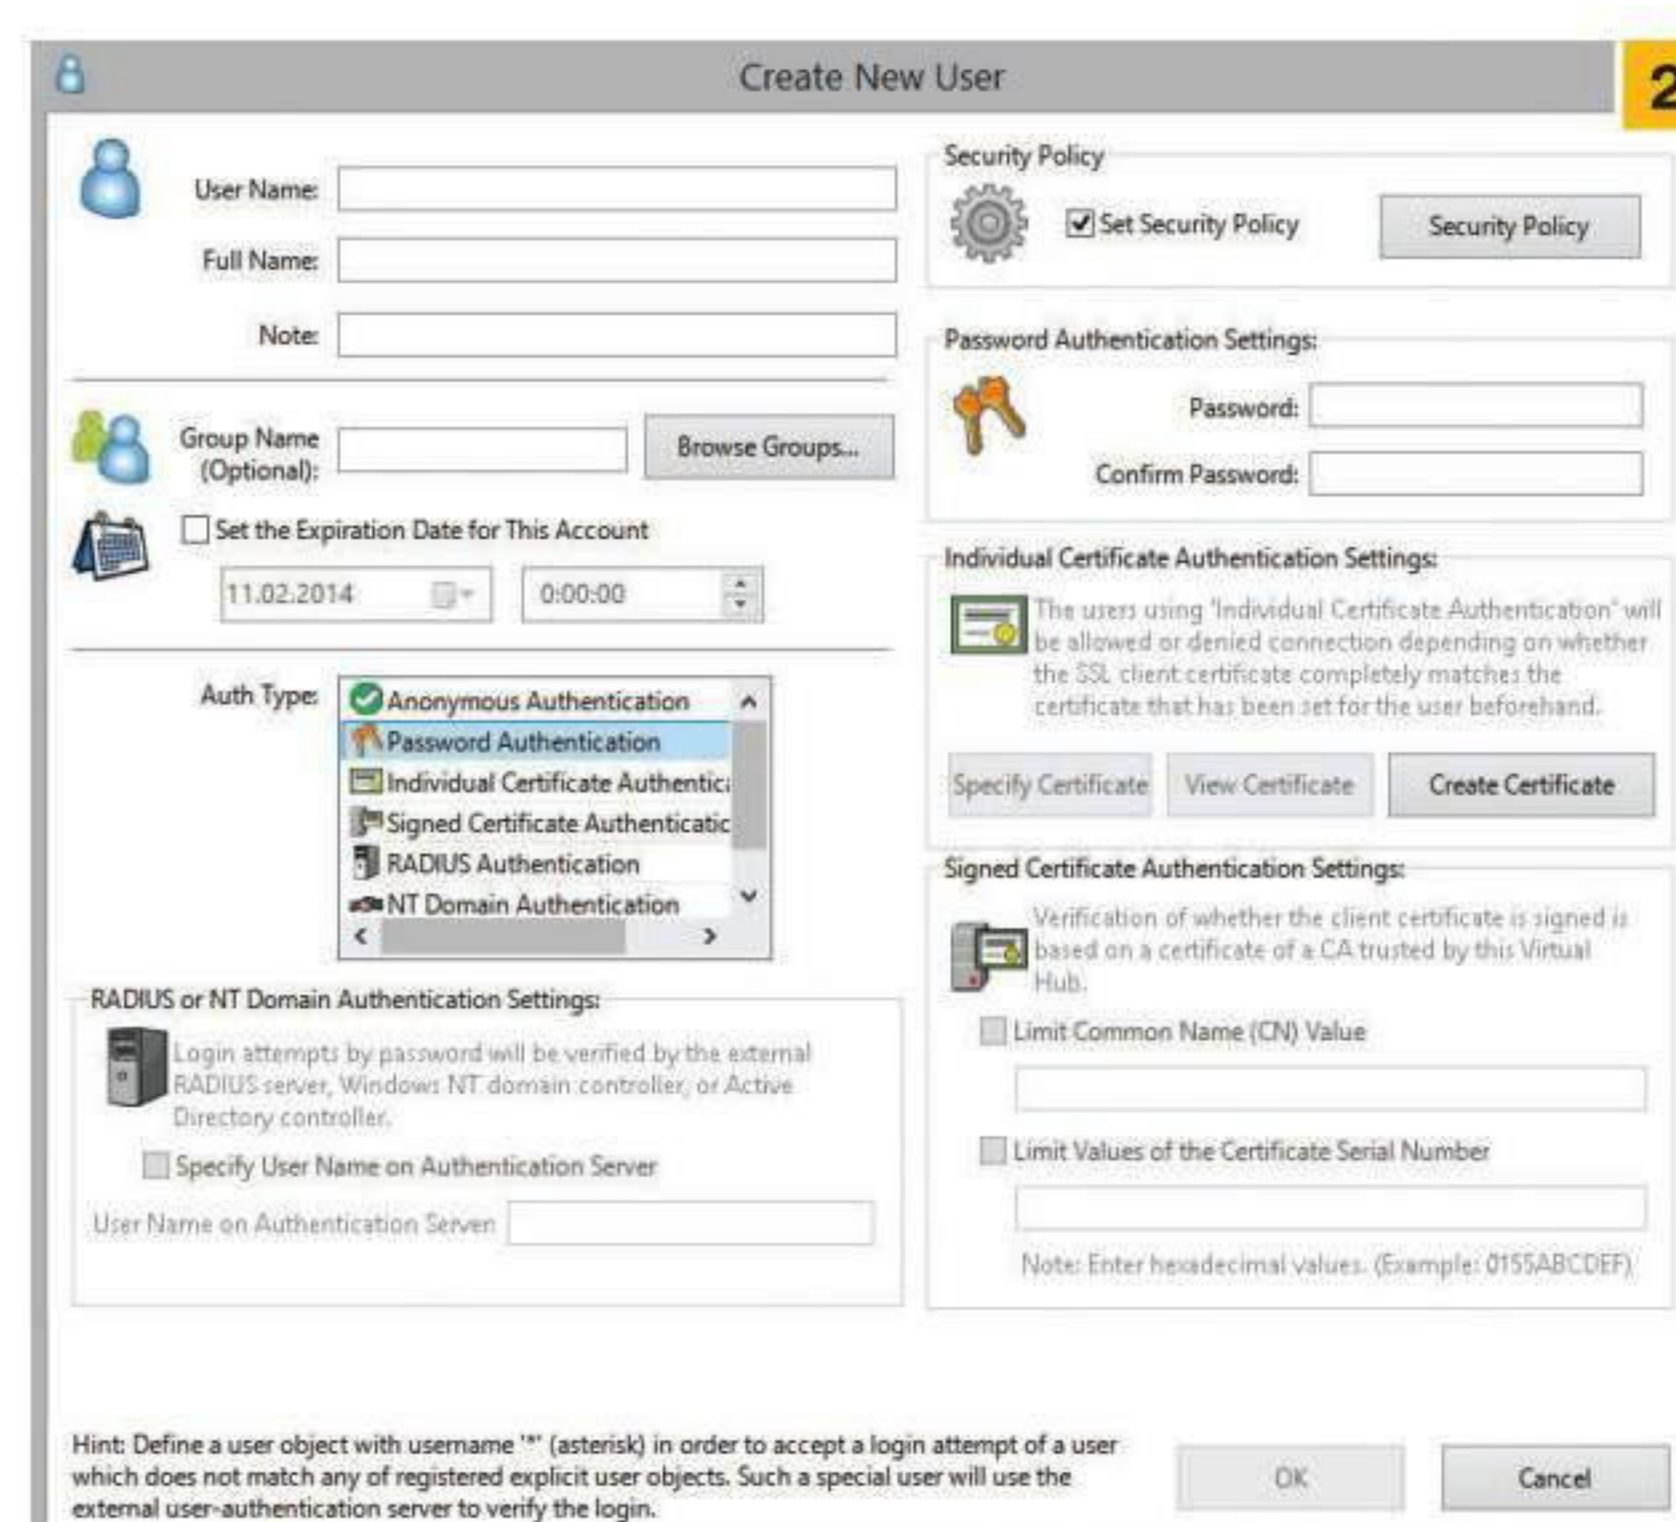 Create New User
2
User Name:
Full Name:
Note:
Group Name
(Optional):
Browse Groups...
Set the Expiration Date for This Account
11.02.2014
0:00:00
Auth Type:
Anonymous Authentication
Password Authentication
Individual Certificate Authentic
Signed Certificate Authenticatic
RADIUS Authentication
NT Domain Authentication
RADIUS or NT Domain Authentication Settings:
Login attempts by password will be verified by the external
RADIUS server, Windows NT domain controller, or Active
Directory controller.
Specify User Name on Authentication Server
User Name on Authentication Server:
Security Policy
Set Security Policy
Security Policy
Password Authentication Settings:
Password:
Confirm Password:
Individual Certificate Authentication Settings:
The users using 'Individual Certificate Authentication' will
be allowed or denied connection depending on whether
the SSL client certificate completely matches the
certificate that has been set for the user beforehand.
Specify Certificate
View Certificate
Create Certificate
Signed Certificate Authentication Settings:
Verification of whether the client certificate is signed is
based on a certificate of a CA trusted by this Virtual
Hub.
Limit Common Name (CN) Value
Limit Values of the Certificate Serial Number
Note: Enter hexadecimal values. (Example: 0155ABCDEF)
Hint: Define a user object with username '*' (asterisk) in order to accept a login attempt of a user
which does not match any of registered explicit user objects. Such a special user will use the
external user-authentication server to verify the login.
OK
Cancel